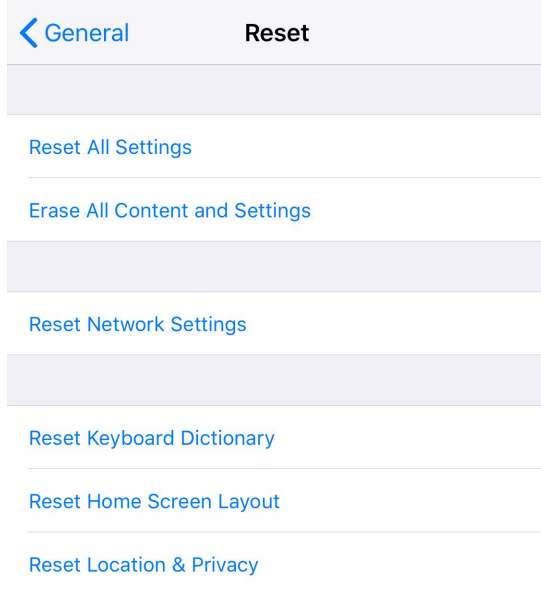 General
Reset
Reset All Settings
Erase All Content and Settings
Reset Network Settings
Reset Keyboard Dictionary
Reset Home Screen Layout
Reset Location & Privacy